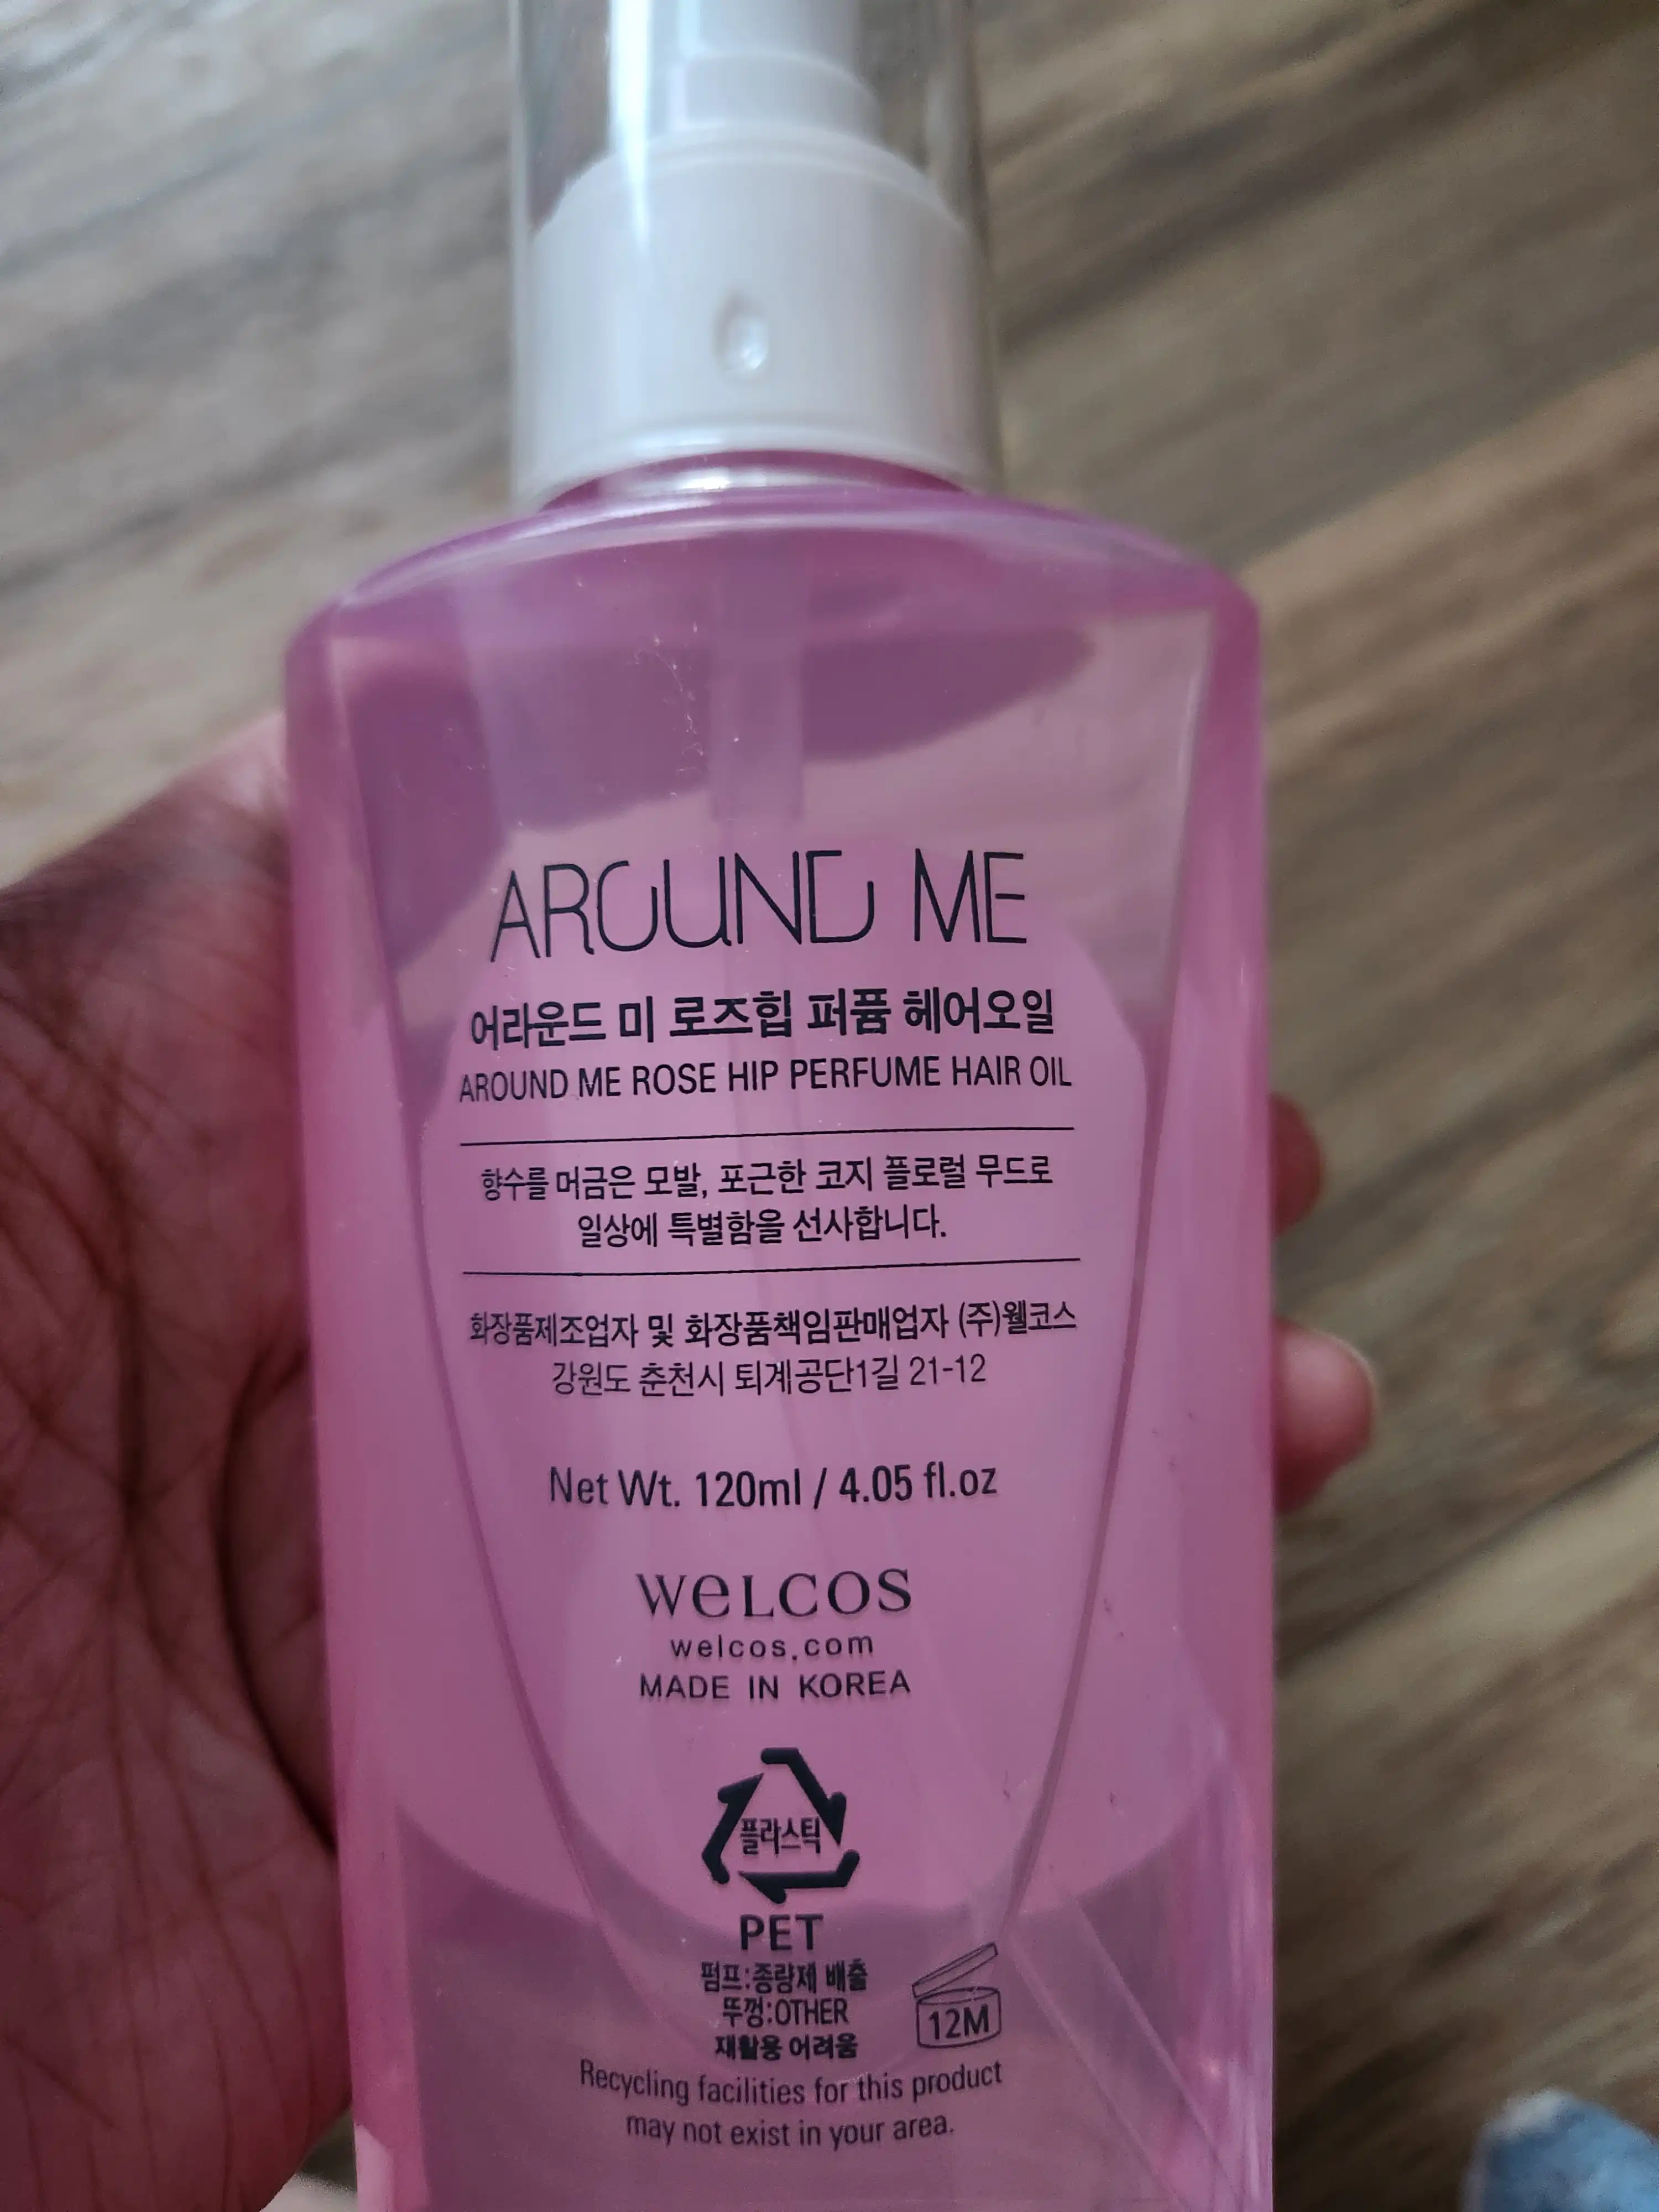 AROUND ME
어라운드 미 로즈힙 퍼퓸 헤어오일
AROUND ME ROSE HIP PERFUME HAIR OIL
향수를 머금은 모발, 포근한 코지 플로럴 무드로
일상에 특별함을 선사합니다.
화장품제조업자 및 화장품책임판매업자 (주)웰코스
강원도 춘천시 퇴계공단1길 21-12
Net Wt. 120ml / 4.05 fl.oz
WeLCOS
welcos.com
MADE IN KOREA
플라스틱
PET
펌프:종량제 배출
뚜껑:OTHER
재활용 어려움
12M
Recycling facilities for this product
may not exist in your area.